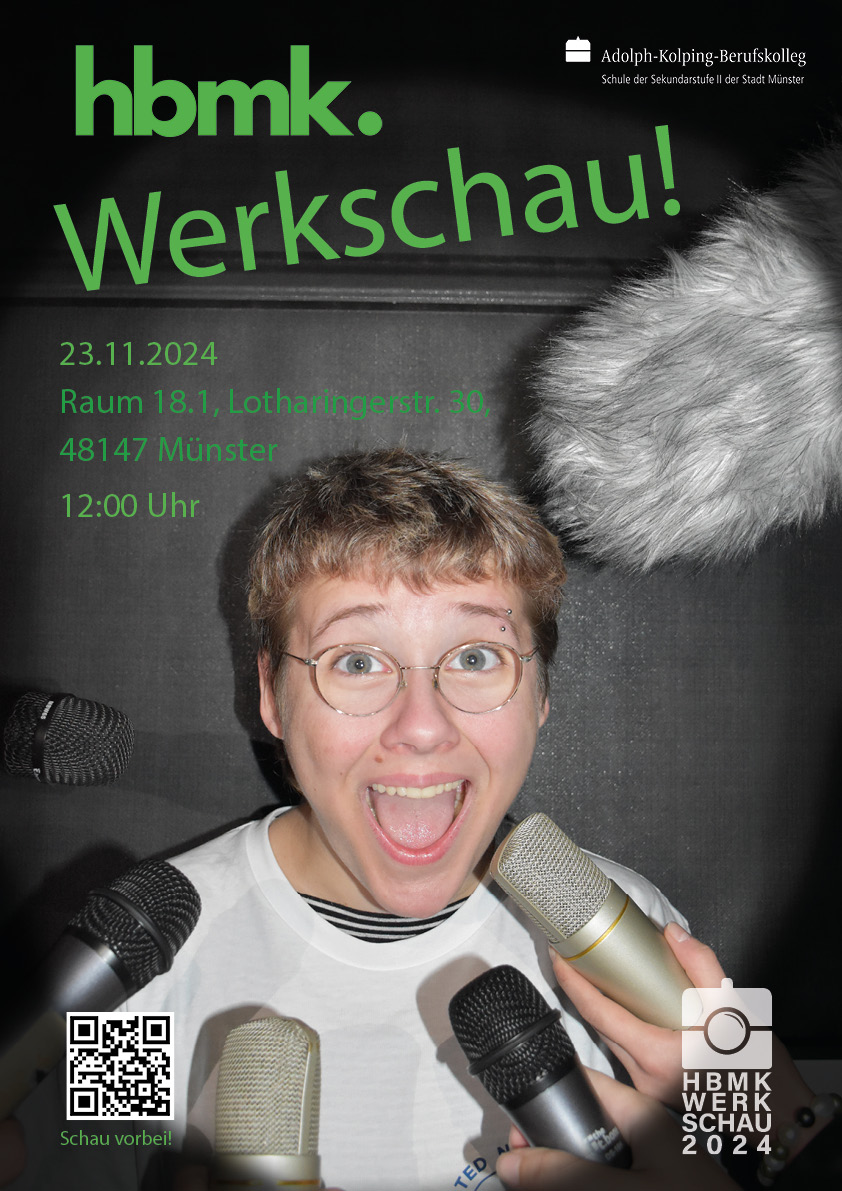 hbmk.
Adolph-Kolping-Berufskolleg
Schule der Sekundarstufe II der Stadt Münster
Werkschau!
23.11.2024
Raum 18.1, Lotharingerstr. 30,
48147 Münster
12:00 Uhr
Schau vorbei!
HBMK
WERK
SCHAU
2024
TED